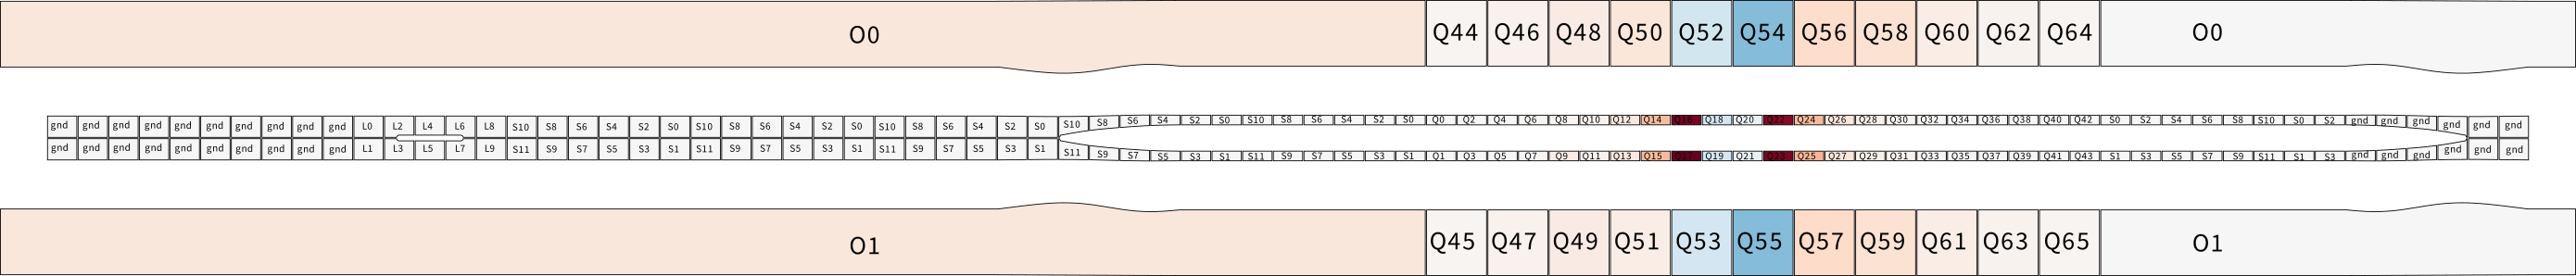 O0 Q44 Q46 Q48 Q50 Q52 Q54 Q56 Q58 Q60 Q62 Q64 O0
gnd gnd gnd gnd gnd gnd gnd gnd gnd gnd L0 L2 L4 L6 L8 S10 S8 S6 S4 S2 S0 S10 S8 S6 S4 S2 S0 S10 S8 S6 S4 S2 S0 S10 S8 S6 S4 S2 S0 S10 S8 S6 S4 S2 S0 Q0 Q2 Q4 Q6 Q8 Q10 Q12 Q14 Q16 Q18 Q20 Q22 Q24 Q26 Q28 Q30 Q32 Q34 Q36 Q38 Q40 Q42 S0 S2 S4 S6 S8 S10 S0 S2 gnd gnd gnd gnd gnd gnd
gnd gnd gnd gnd gnd gnd gnd gnd gnd gnd L1 L3 L5 L7 L9 S11 S9 S7 S5 S3 S1 S11 S9 S7 S5 S3 S1 S11 S9 S7 S5 S3 S1 S11 S9 S7 S5 S3 S1 S11 S9 S7 S5 S3 S1 Q1 Q3 Q5 Q7 Q9 Q11 Q13 Q15 Q17 Q19 Q21 Q23 Q25 Q27 Q29 Q31 Q33 Q35 Q37 Q39 Q41 Q43 S1 S3 S5 S7 S9 S11 S1 S3 gnd gnd gnd gnd gnd gnd
O1 Q45 Q47 Q49 Q51 Q53 Q55 Q57 Q59 Q61 Q63 Q65 O1